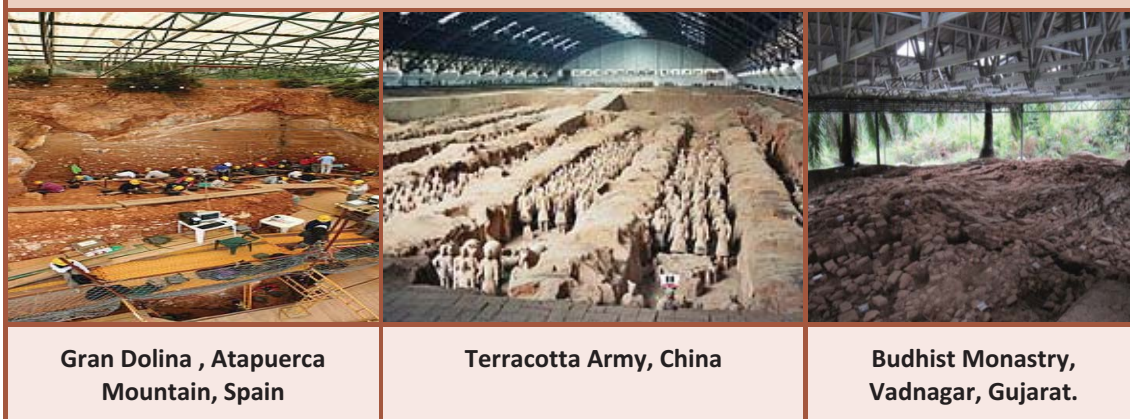 Gran Dolina , Atapuerca
Mountain, Spain
Terracotta Army, China
Budhist Monastry,
Vadnagar, Gujarat.